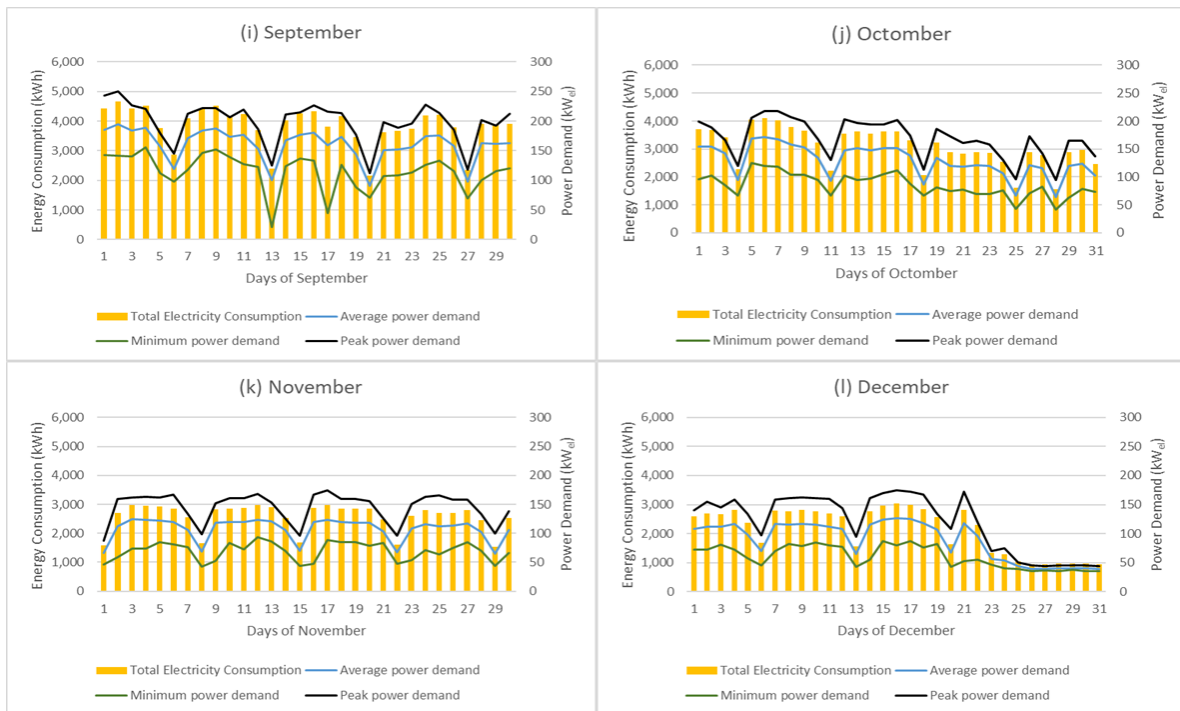 (i) September
Energy Consumption (kWh)
6,000
5,000
4,000
3,000
2,000
1,000
0
300
250
200
150
100
50
0
Power Demand (kWel)
1 3 5 7 9 11 13 15 17 19 21 23 25 27 29
Days of September
Total Electricity Consumption Average power demand
Minimum power demand Peak power demand
(j) Octomber
Energy Consumption (kWh)
6,000
5,000
4,000
3,000
2,000
1,000
0
300
250
200
150
100
50
0
Power Demand (kWel)
1 3 5 7 9 11 13 15 17 19 21 23 25 27 29 31
Days of Octomber
Total Electricity Consumption Average power demand
Minimum power demand Peak power demand
(k) November
Energy Consumption (kWh)
6,000
5,000
4,000
3,000
2,000
1,000
0
300
250
200
150
100
50
0
Power Demand (kWel)
1 3 5 7 9 11 13 15 17 19 21 23 25 27 29
Days of November
Total Electricity Consumption Average power demand
Minimum power demand Peak power demand
(l) December
Energy Consumption (kWh)
6,000
5,000
4,000
3,000
2,000
1,000
0
300
250
200
150
100
50
0
Power Demand (kWel)
1 3 5 7 9 11 13 15 17 19 21 23 25 27 29 31
Days of December
Total Electricity Consumption Average power demand
Minimum power demand Peak power demand